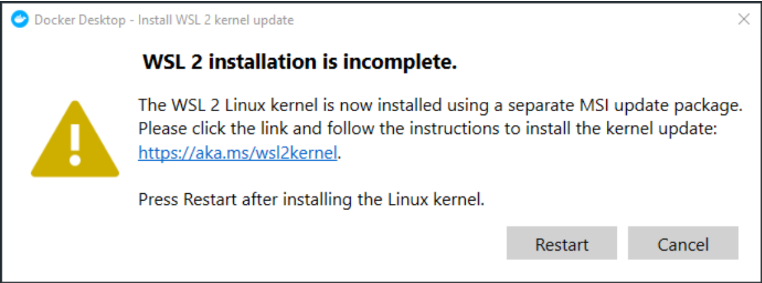 Docker Desktop - Install WSL 2 kernel update
WSL 2 installation is incomplete.
The WSL 2 Linux kernel is now installed using a separate MSI update package.
Please click the link and follow the instructions to install the kernel update:
https://aka.ms/wsl2kernel.
Press Restart after installing the Linux kernel.
Restart Cancel